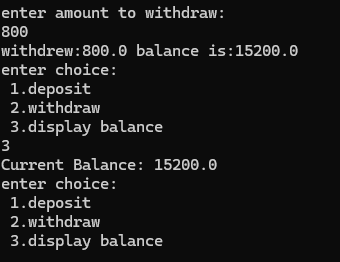 enter amount to withdraw:
800
withdrew:800.0 balance is:15200.0
enter choice:
 1.deposit
 2.withdraw
 3.display balance
3
Current Balance: 15200.0
enter choice:
 1.deposit
 2.withdraw
 3.display balance